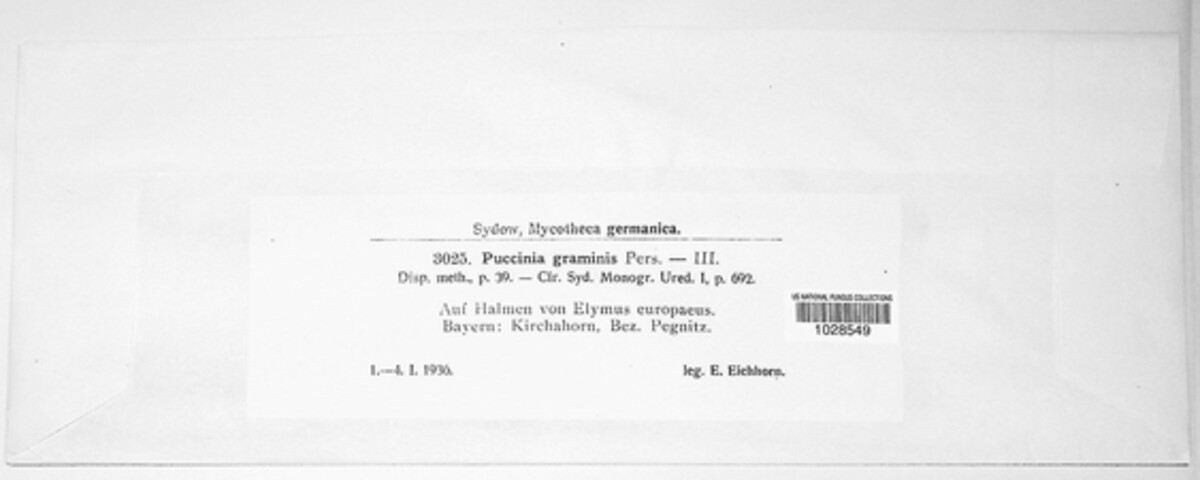 Sydow, Mycotheca germanica.
3025. Puccinia graminis Pers. — III.
Disp. meth., p. 39. — Cfr. Syd. Monogr. Ured. I, p. 692.
Auf Halmen von Elymus europaeus.
Bayern: Kirchahorn, Bez. Pegnitz.
US NATIONAL FUNGUS COLLECTIONS
1028549
1.—4. I. 1936. leg. E. Eichhorn.